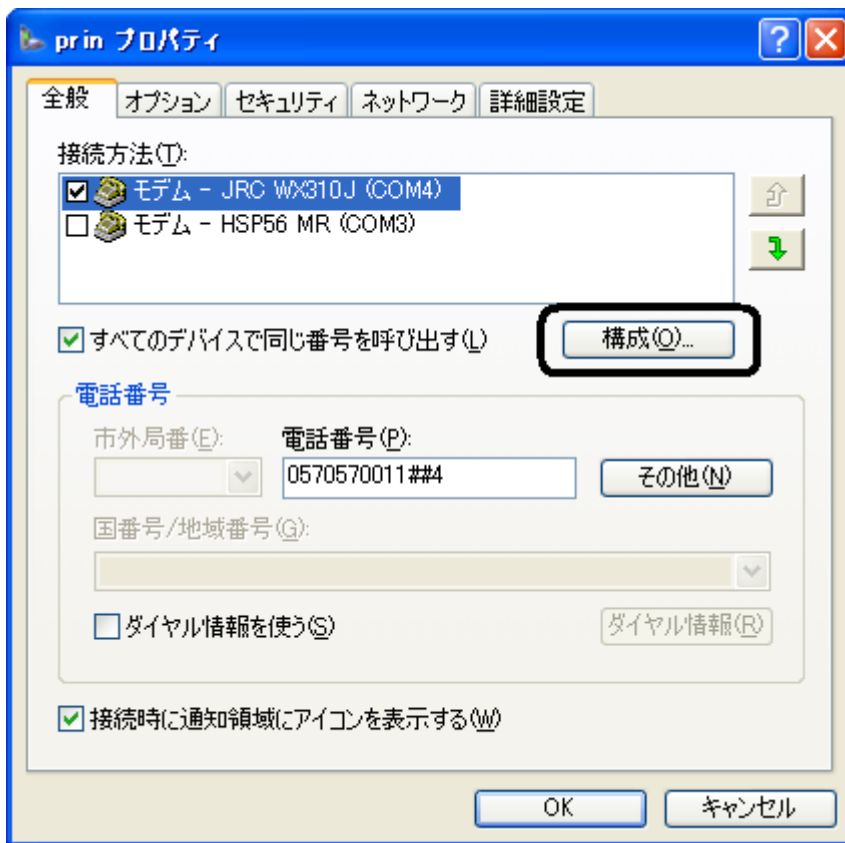 prin プロパティ
全般 オプション セキュリティ ネットワーク 詳細設定
接続方法(T):
モデム - JRC WX310J (COM4)
モデム - HSP56 MR (COM3)
すべてのデバイスで同じ番号を呼び出す(L) 構成(O)...
電話番号
市外局番(E): 電話番号(P):
0570570011##4 その他(N)
国番号/地域番号(G):
ダイヤル情報を使う(S) ダイヤル情報(R)
接続時に通知領域にアイコンを表示する(W)
OK キャンセル